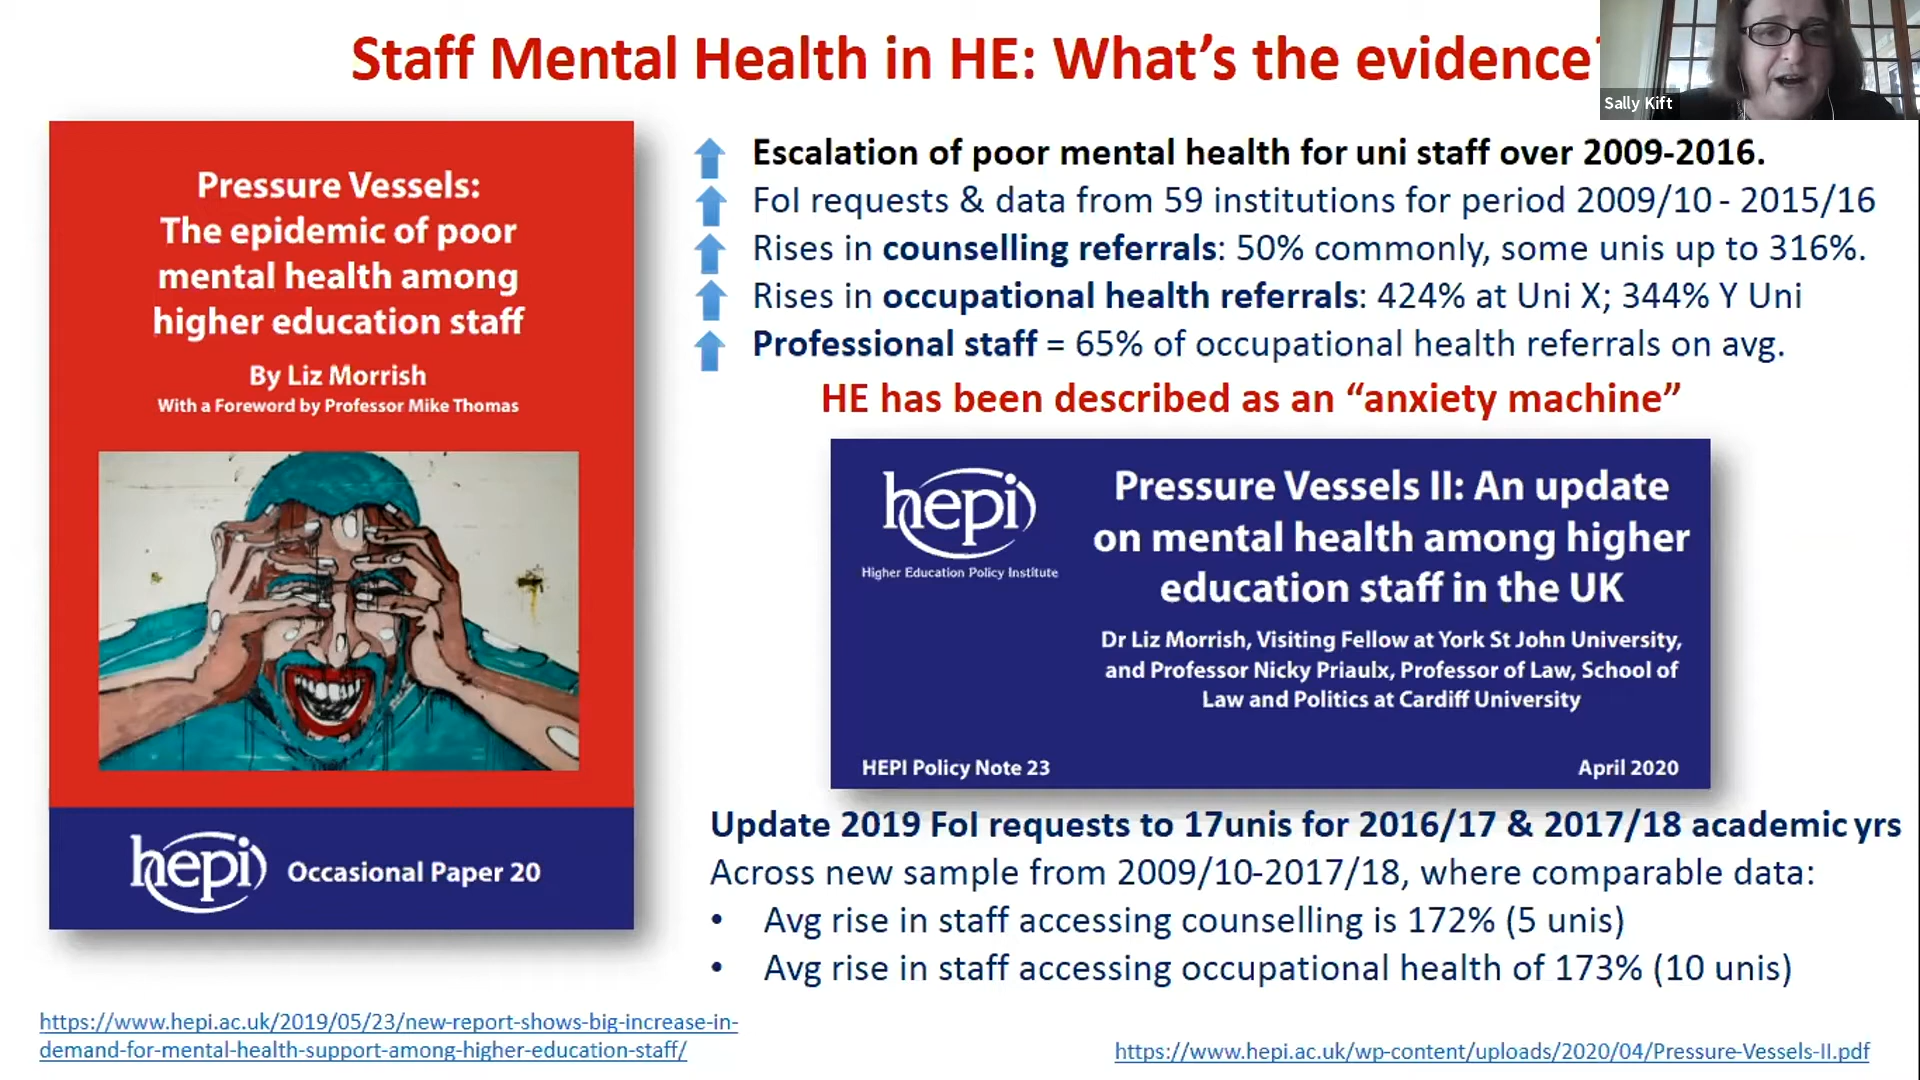 Staff Mental Health in HE: What's the evidence?
Sally Kift
Pressure Vessels:
The epidemic of poor
mental health among
higher education staff
By Liz Morrish
With a Foreword by Professor Mike Thomas
hepi Occasional Paper 20
https://www.hepi.ac.uk/2019/05/23/new-report-shows-big-increase-in-
demand-for-mental-health-support-among-higher-education-staff/
Escalation of poor mental health for uni staff over 2009-2016.
FoI requests & data from 59 institutions for period 2009/10 - 2015/16
Rises in counselling referrals: 50% commonly, some unis up to 316%.
Rises in occupational health referrals: 424% at Uni X; 344% Y Uni
Professional staff = 65% of occupational health referrals on avg.
HE has been described as an “anxiety machine”
hepi
Higher Education Policy Institute
Pressure Vessels II: An update
on mental health among higher
education staff in the UK
Dr Liz Morrish, Visiting Fellow at York St John University,
and Professor Nicky Priaulx, Professor of Law, School of
Law and Politics at Cardiff University
HEPI Policy Note 23
April 2020
Update 2019 FoI requests to 17unis for 2016/17 & 2017/18 academic yrs
Across new sample from 2009/10-2017/18, where comparable data:
• Avg rise in staff accessing counselling is 172% (5 unis)
• Avg rise in staff accessing occupational health of 173% (10 unis)
https://www.hepi.ac.uk/wp-content/uploads/2020/04/Pressure-Vessels-II.pdf